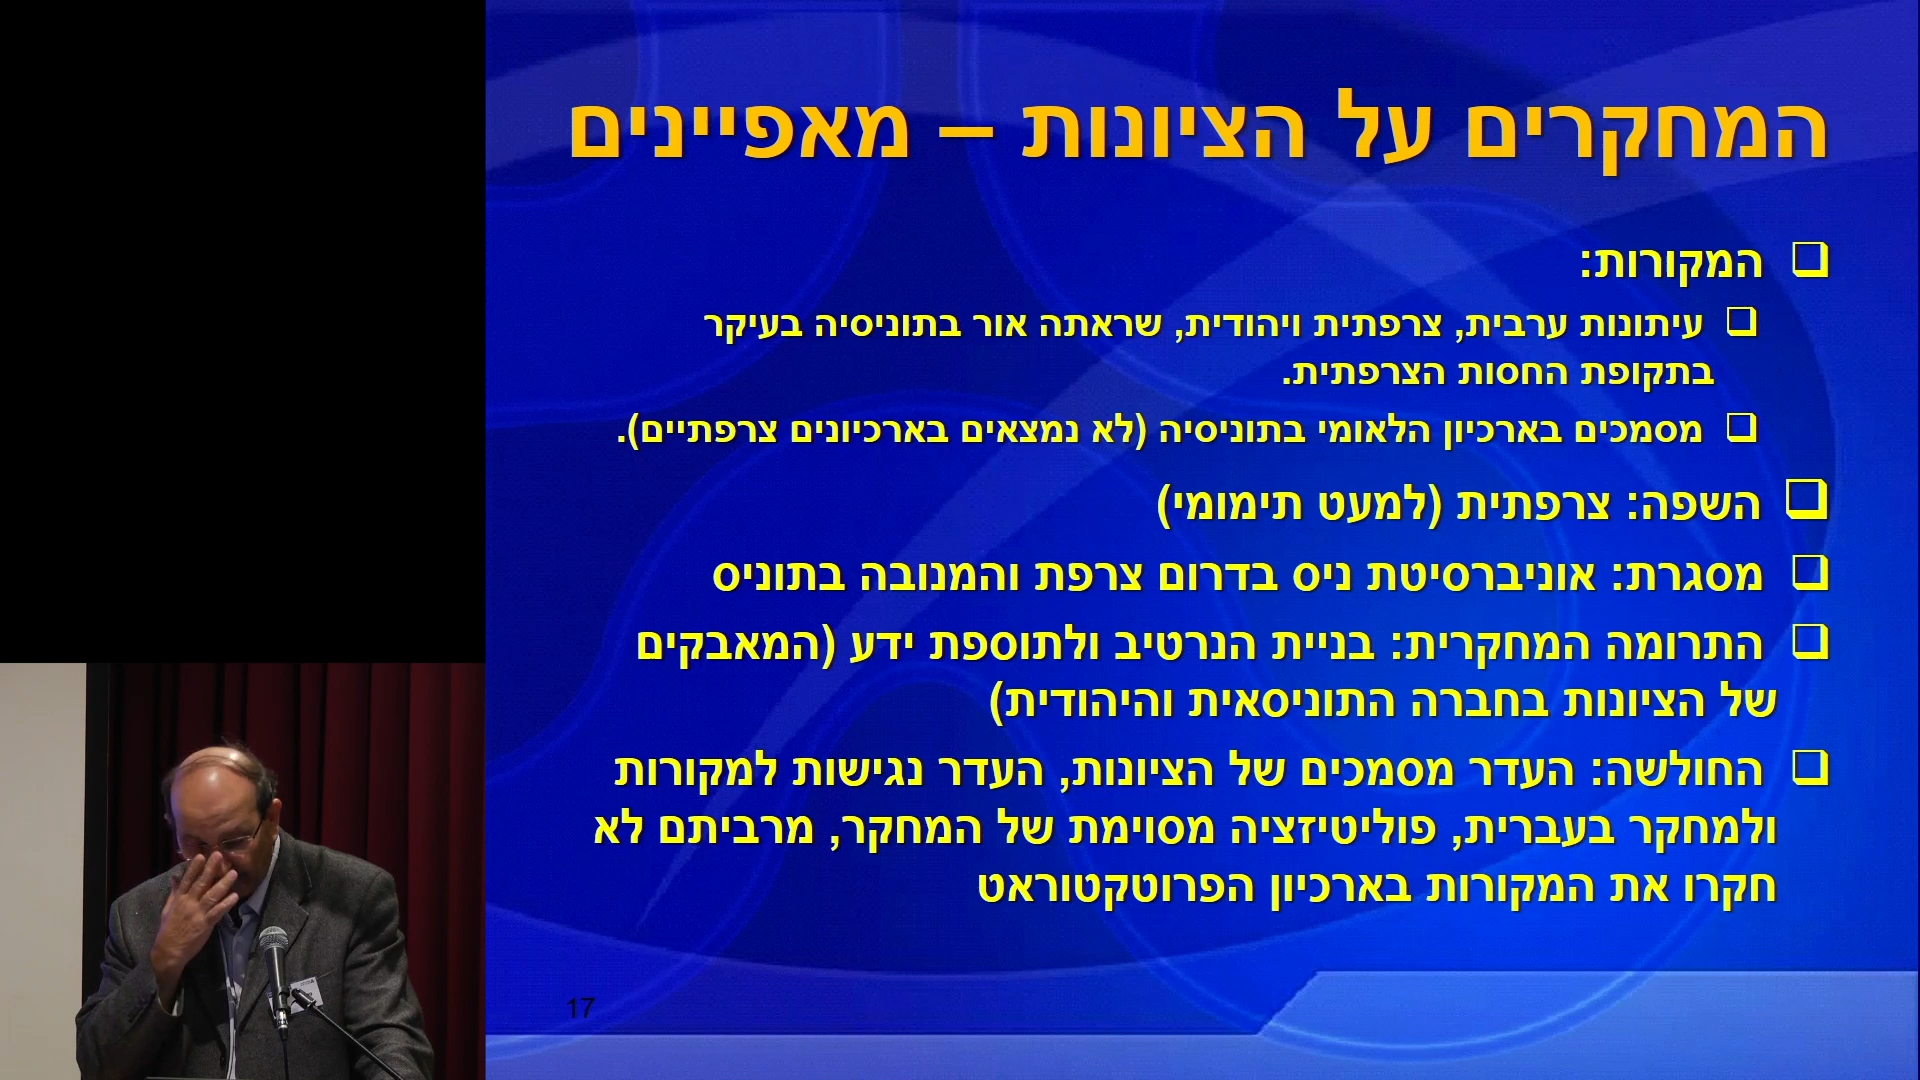 המחקרים על הציונות – מאפיינים
המקורות:
עיתונות ערבית, צרפתית ויהודית, שראתה אור בתוניסיה בעיקר
בתקופת החסות הצרפתית.
מסמכים בארכיון הלאומי בתוניסיה (לא נמצאים בארכיונים צרפתיים).
השפה: צרפתית (למעט תימומי)
מסגרת: אוניברסיטת ניס בדרום צרפת והמנובה בתוניס
התרומה המחקרית: בניית הנרטיב ולתוספת ידע (המאבקים
של הציונות בחברה התוניסאית והיהודית)
החולשה: העדר מסמכים של הציונות, העדר נגישות למקורות
ולמחקר בעברית, פוליטיזציה מסוימת של המחקר, מרביתם לא
חקרו את המקורות בארכיון הפרוטקטוראט
17